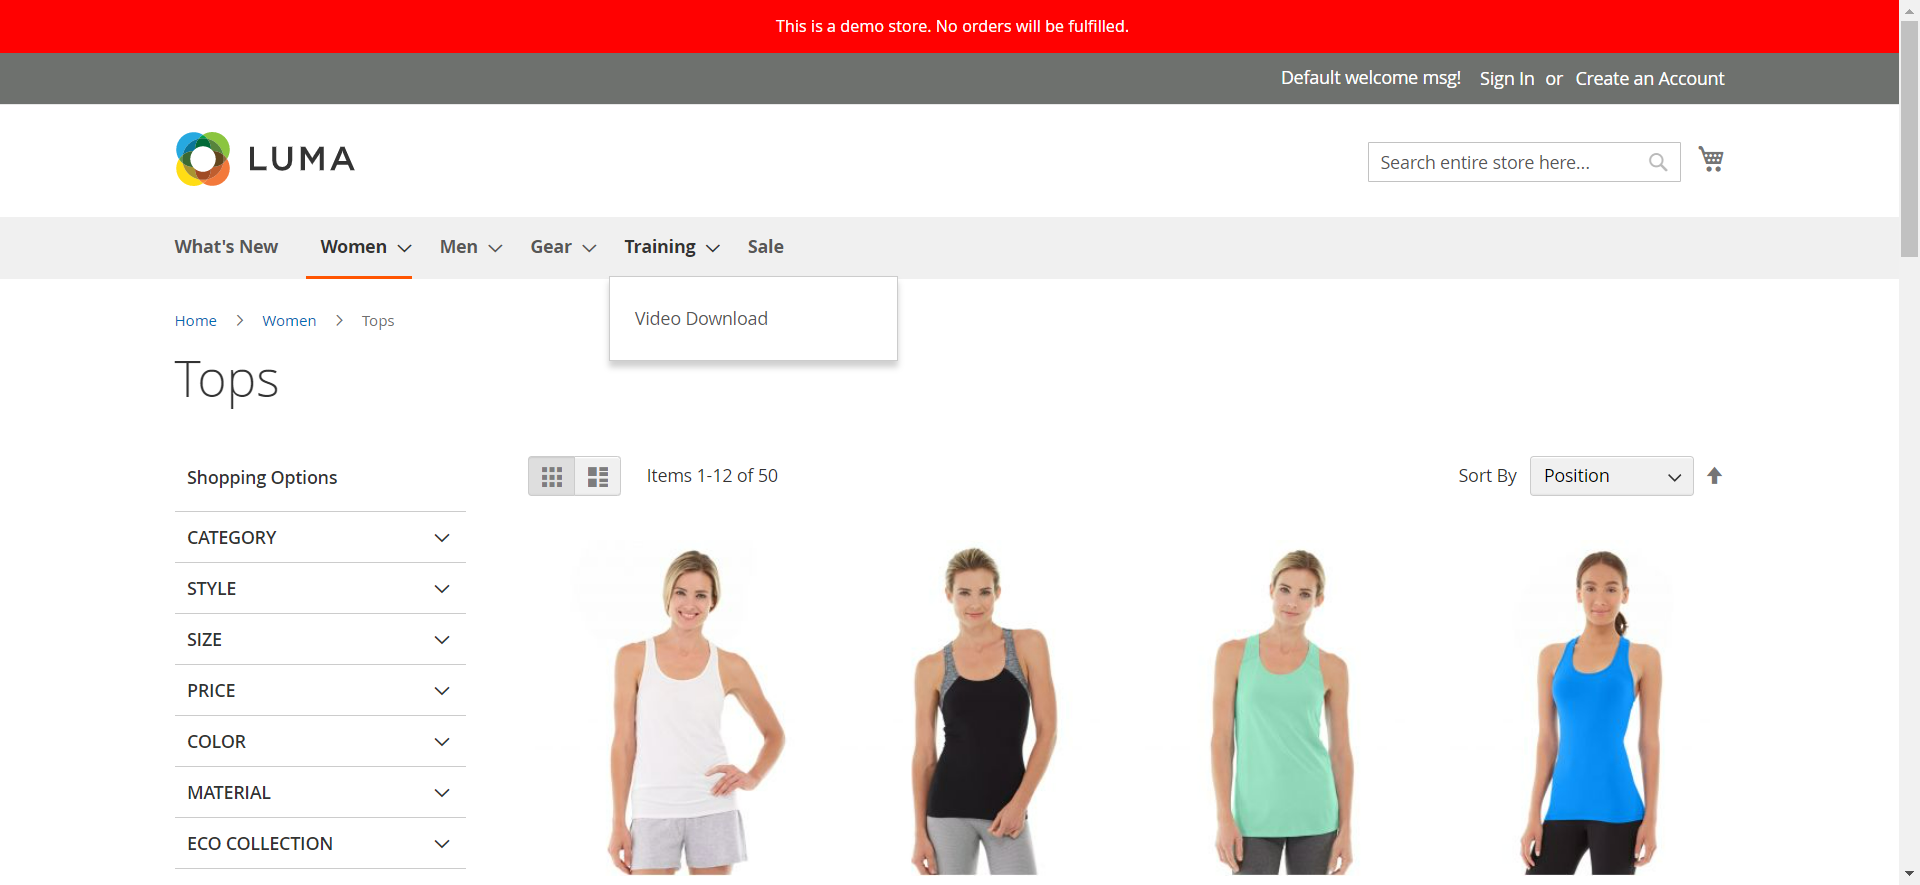 This is a demo store. No orders will be fulfilled.
Default welcome msg! Sign In or Create an Account
LUMA
Search entire store here...
What's New Women Men Gear Training Sale
Video Download
Home Women Tops
Tops
Shopping Options
Items 1-12 of 50
Sort By Position
CATEGORY
STYLE
SIZE
PRICE
COLOR
MATERIAL
ECO COLLECTION